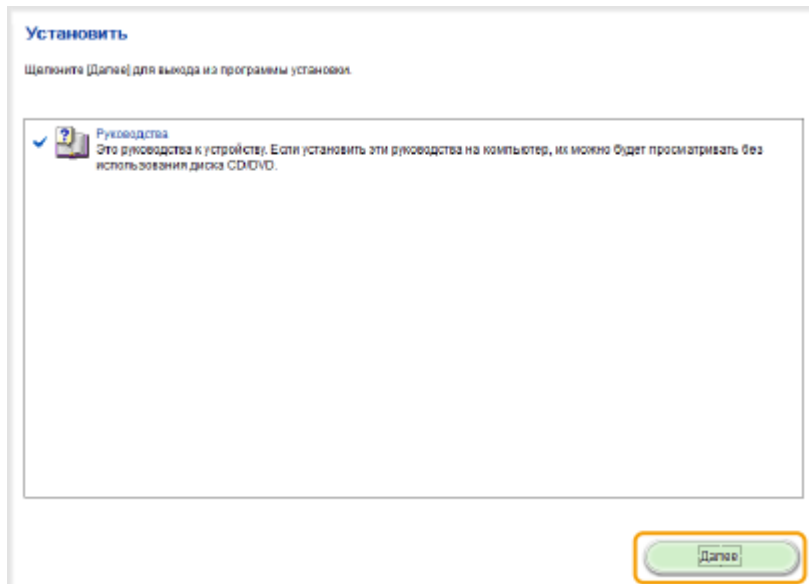 Установить
Щелкните [Далее] для выхода из программы установки.
Руководства
Это руководства к устройству. Если установить эти руководства на компьютер, их можно будет просматривать без
использования диска CD/DVD.
Далее